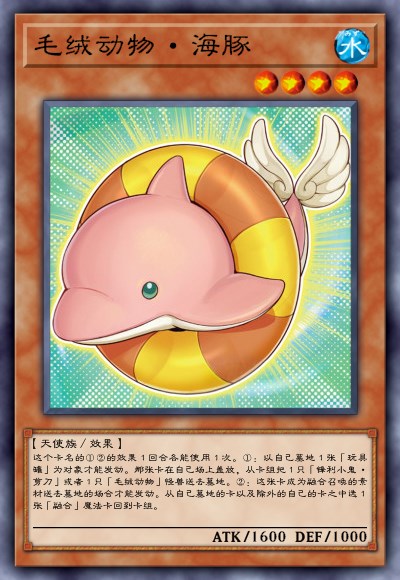 毛绒动物・海豚
水
【天使族/效果】
这个卡名的①②的效果1回合各能使用1次。①：以自己墓地1张「玩具
罐」为对象才能发动。那张卡在自己场上盖放，从卡组把1只「锋利小鬼・
剪刀」或者1只「毛绒动物」怪兽送去墓地。②：这张卡成为融合召唤的素
材送去墓地的场合才能发动。从自己墓地的卡以及除外的自己的卡之中选1
张「融合」魔法卡回到卡组。
ATK/1600 DEF/1000